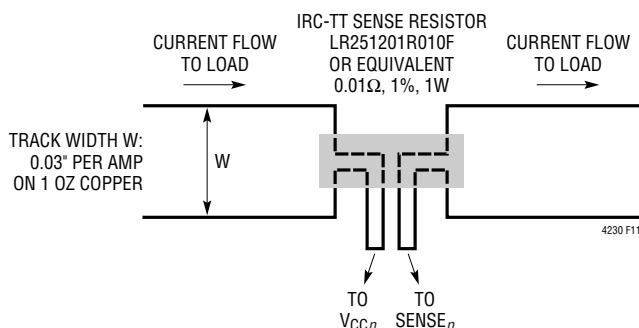 IRC-TT SENSE RESISTOR
LR251201R010F
OR EQUIVALENT
0.01Ω, 1%, 1W
CURRENT FLOW
TO LOAD
CURRENT FLOW
TO LOAD
TRACK WIDTH W:
0.03" PER AMP
ON 1 OZ COPPER
W
4230 F11
TO
VCCn
TO
SENSEn